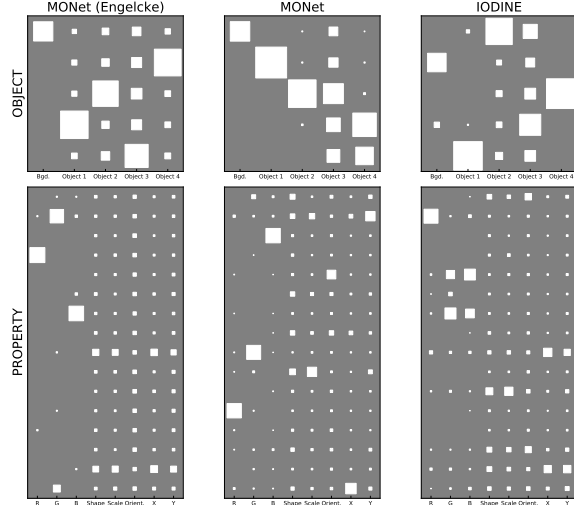 MONet (Engelcke) MONet IODINE
OBJECT
Bgd. Object 1 Object 2 Object 3 Object 4 Bgd. Object 1 Object 2 Object 3 Object 4 Bgd. Object 1 Object 2 Object 3 Object 4
PROPERTY
R G B Shape Scale Orient. X Y R G B Shape Scale Orient. X Y R G B Shape Scale Orient. X Y